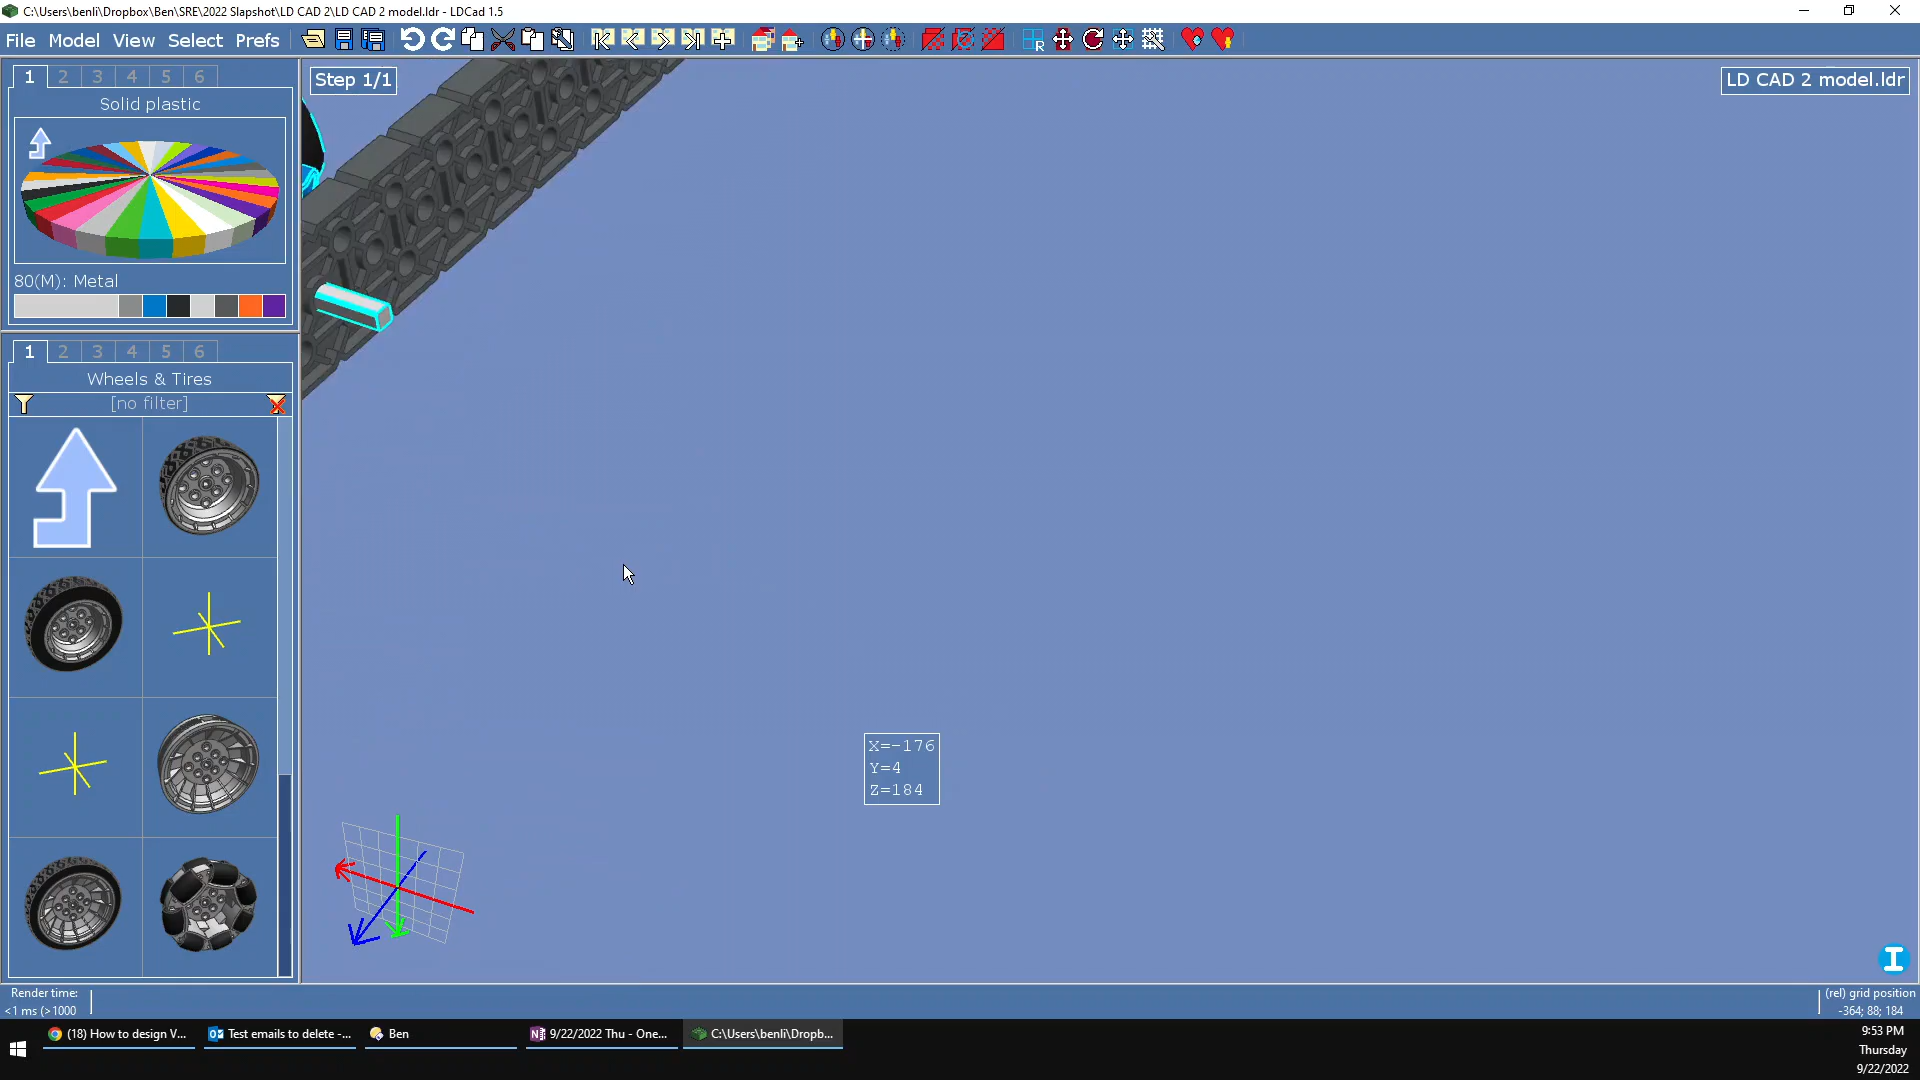 C:\Users\benli\Dropbox\Ben\SRE\2022 Slapshot\LD CAD 2\LD CAD 2 model.ldr - LDCad 1.5
File Model View Select Prefs
1 2 3 4 5 6
Solid plastic
80(M): Metal
1 2 3 4 5 6
Wheels & Tires
[no filter]
Step 1/1
LD CAD 2 model.ldr
R
X=-176
Y=4
Z=184
Render time:
<1 ms (>1000
(rel) grid position
-364; 88; 184
(18) How to design V...
Test emails to delete -...
Ben
9/22/2022 Thu - One...
C:\Users\benli\Dropb...
9:53 PM
Thursday
9/22/2022